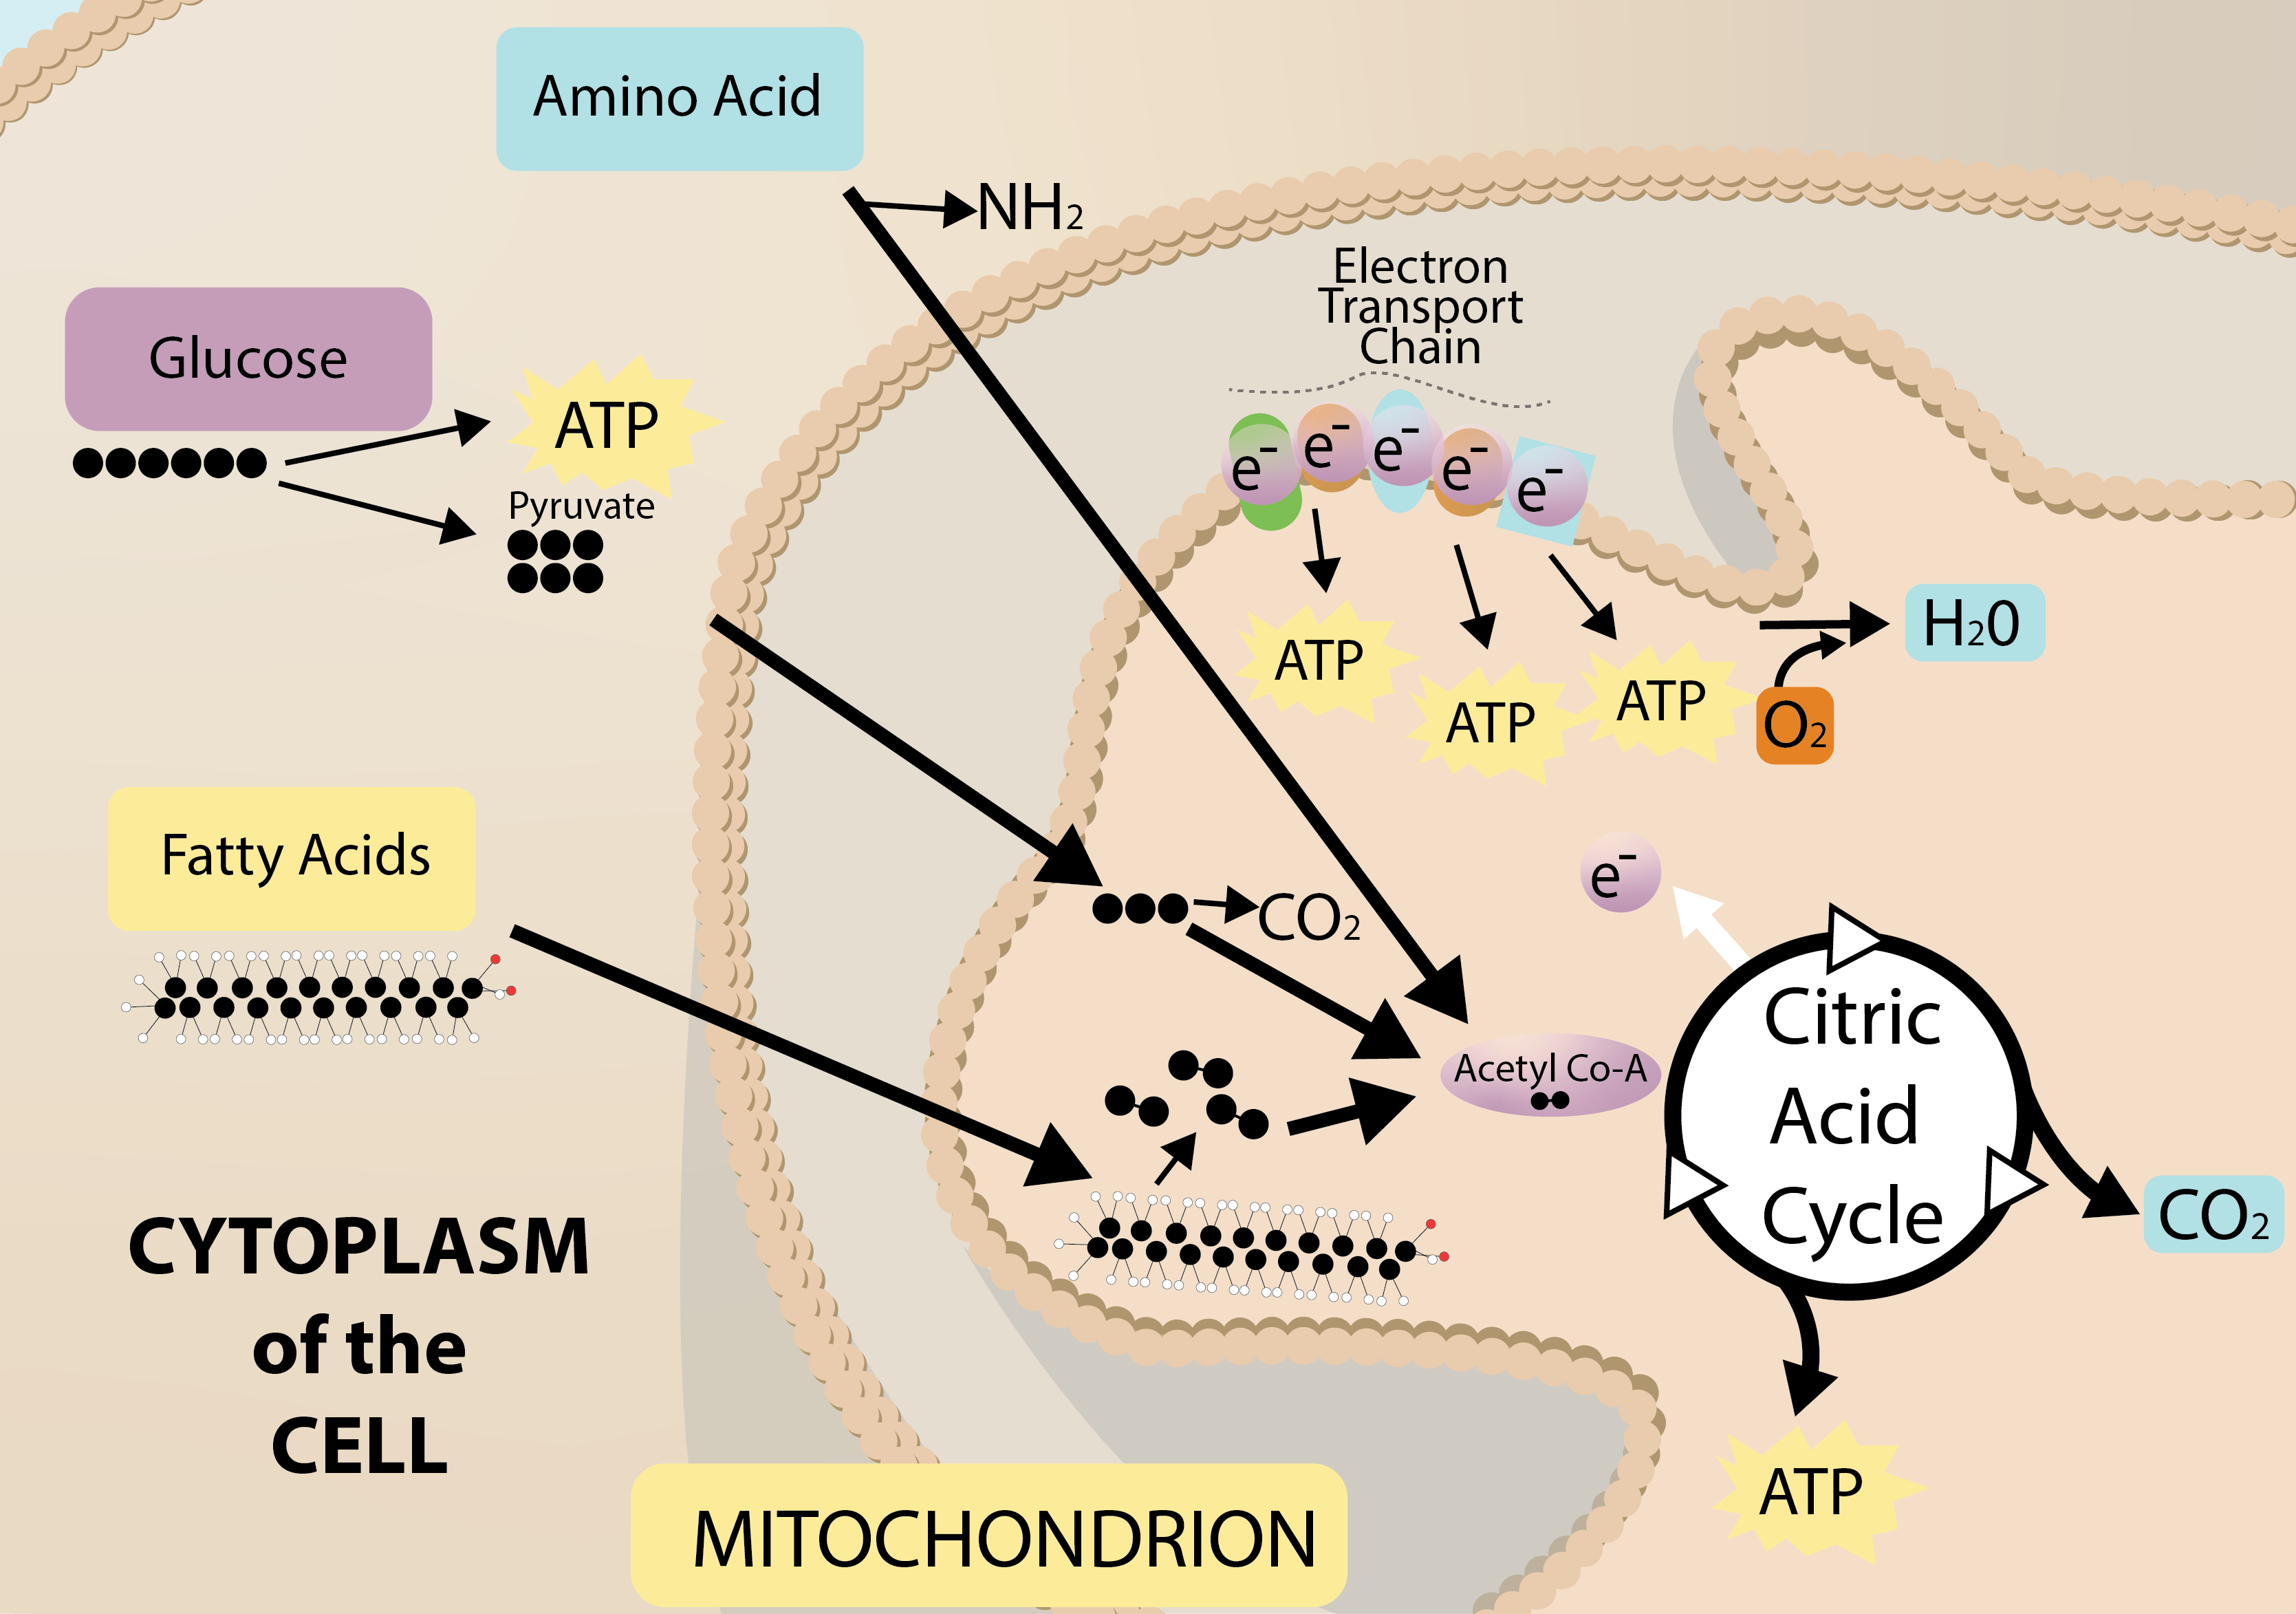 Amino Acid
NH₂
Glucose
ATP
Pyruvate
Electron
Transport
Chain
e⁻
e⁻
e⁻
e⁻
e⁻
ATP
ATP
ATP
H₂0
O₂
Fatty Acids
CO₂
e⁻
Acetyl Co-A
Citric
Acid
Cycle
CO₂
ATP
CYTOPLASM
of the
CELL
MITOCHONDRION